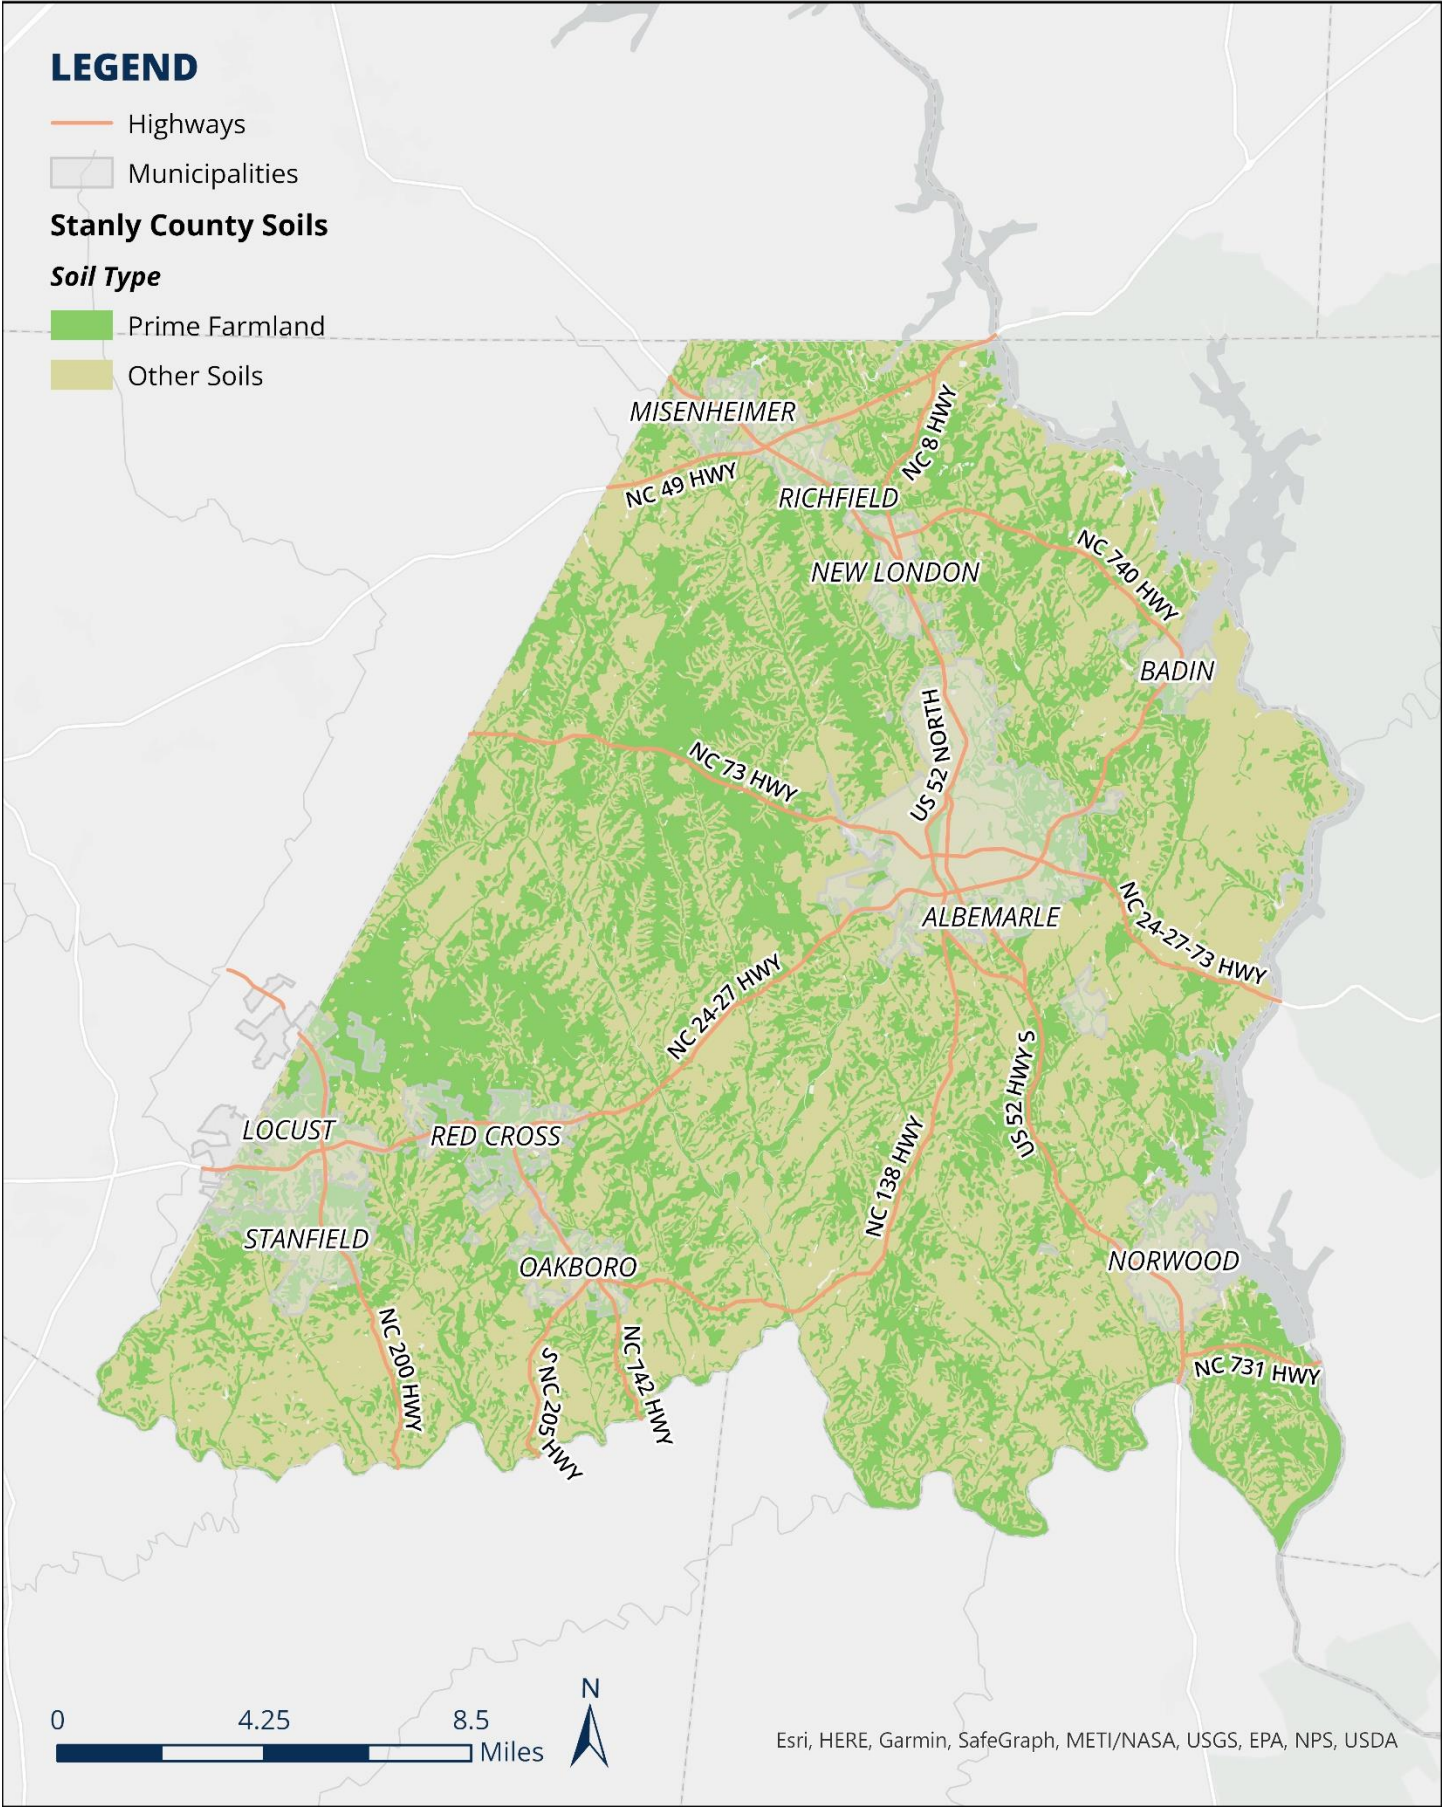 LEGEND
Highways
Municipalities
Stanly County Soils
Soil Type
Prime Farmland
Other Soils
MISENHEIMER
NC 8 HWY
NC 49 HWY
RICHFIELD
NC 740 HWY
NEW LONDON
BADIN
US 52 NORTH
NC 73 HWY
ALBEMARLE
NC 24-27-73 HWY
NC 24-27 HWY
US 52 HWY S
LOCUST
RED CROSS
NC 138 HWY
STANFIELD
OAKBORO
NORWOOD
NC 200 HWY
S NC 205 HWY
NC 742 HWY
NC 731 HWY
N
0 4.25 8.5
Miles
Esri, HERE, Garmin, SafeGraph, METI/NASA, USGS, EPA, NPS, USDA